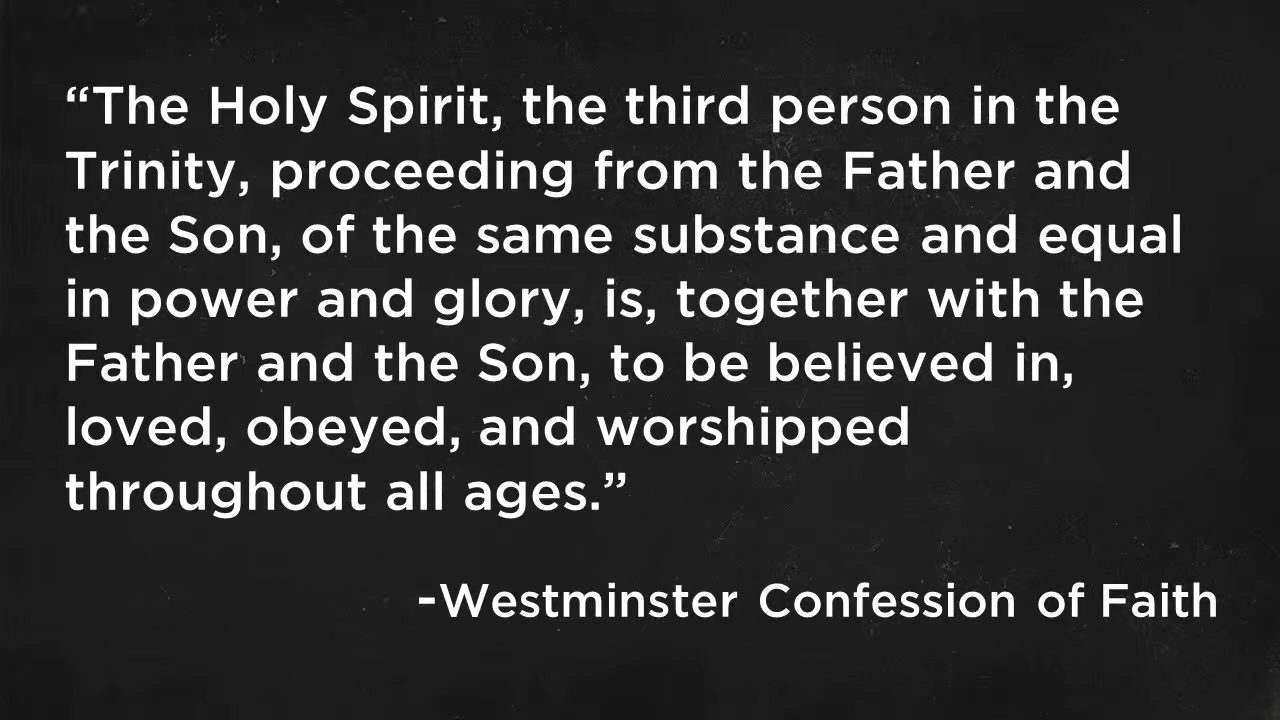 “The Holy Spirit, the third person in the
Trinity, proceeding from the Father and
the Son, of the same substance and equal
in power and glory, is, together with the
Father and the Son, to be believed in,
loved, obeyed, and worshipped
throughout all ages.”
-Westminster Confession of Faith